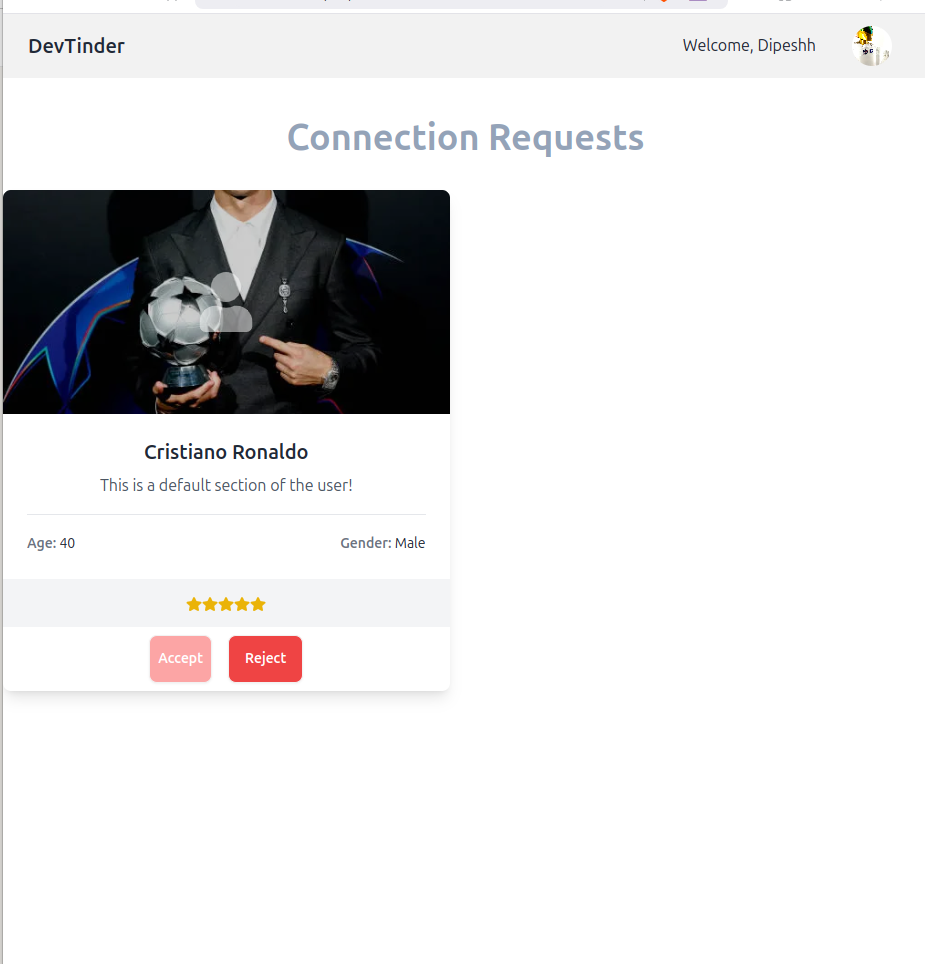 DevTinder
Welcome, Dipeshh
Connection Requests
Cristiano Ronaldo
This is a default section of the user!
Age: 40 Gender: Male
Accept Reject